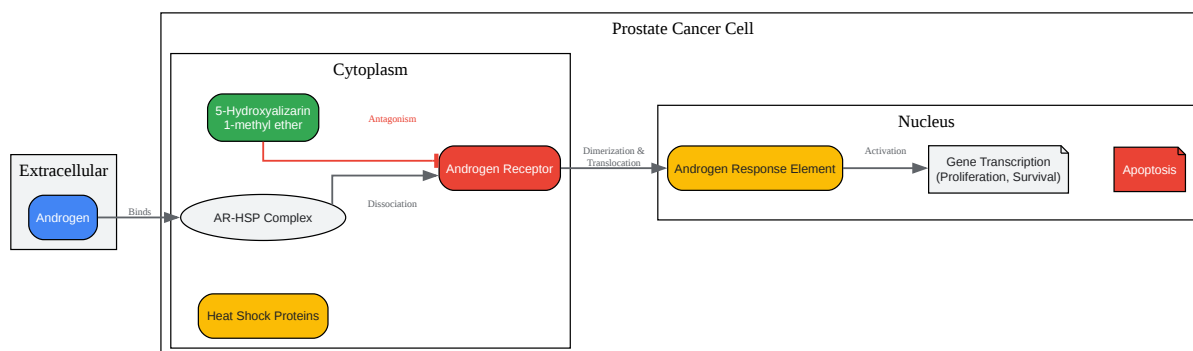 Prostate Cancer Cell
Cytoplasm
5-Hydroxyalizarin
1-methyl ether
Antagonism
Nucleus
Extracellular
Androgen
Binds
AR-HSP Complex
Dissociation
Androgen Receptor
Dimerization &
Translocation
Androgen Response Element
Activation
Gene Transcription
(Proliferation, Survival)
Apoptosis
Heat Shock Proteins